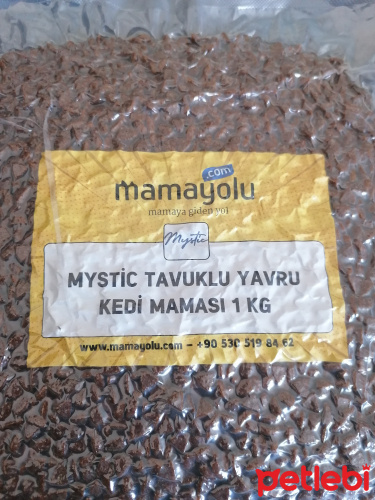 .com
mamayolu
mamaya giden yol
Mystic
MYSTİC TAVUKLU YAVRU
KEDİ MAMASI 1 KG
www.mamayolu.com - +90 530 519 84 62
petlebi